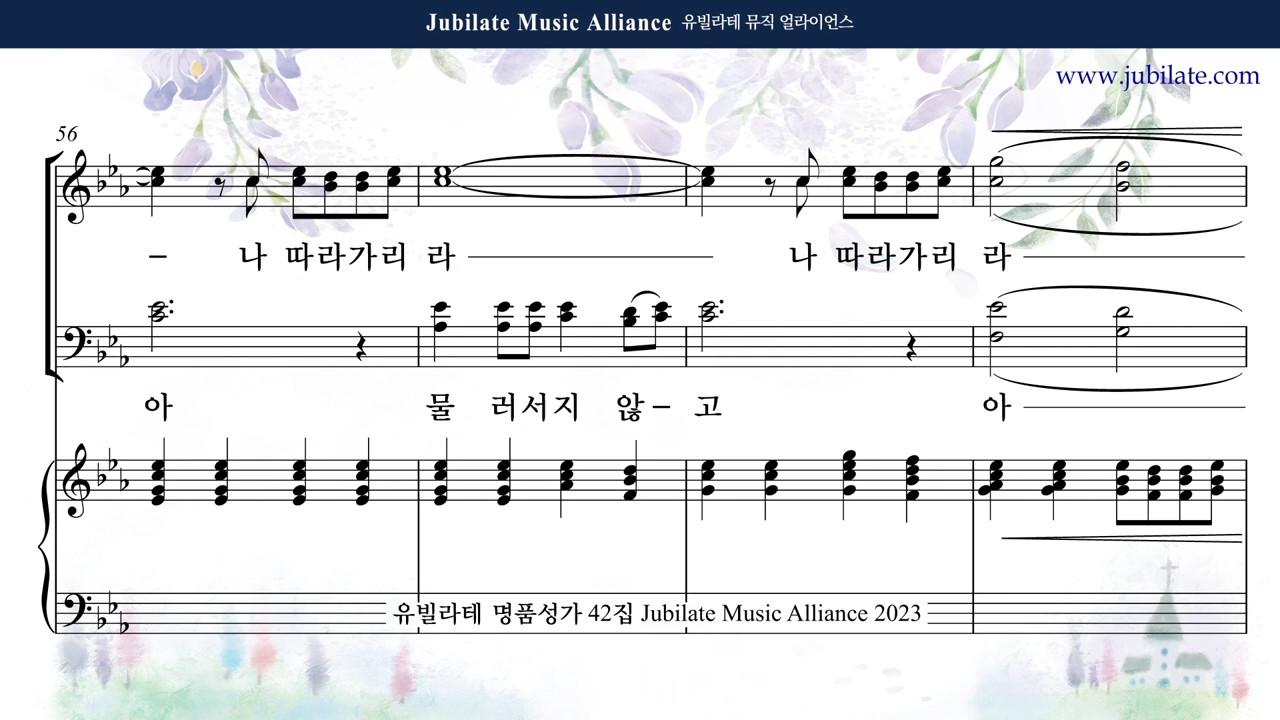 Jubilate Music Alliance 유빌라테 뮤직 얼라이언스
www.jubilate.com
56
– 나 따라가리 라 나 따라가리 라
아 물 러서지 않 – 고 아
유빌라테 명품성가 42집 Jubilate Music Alliance 2023